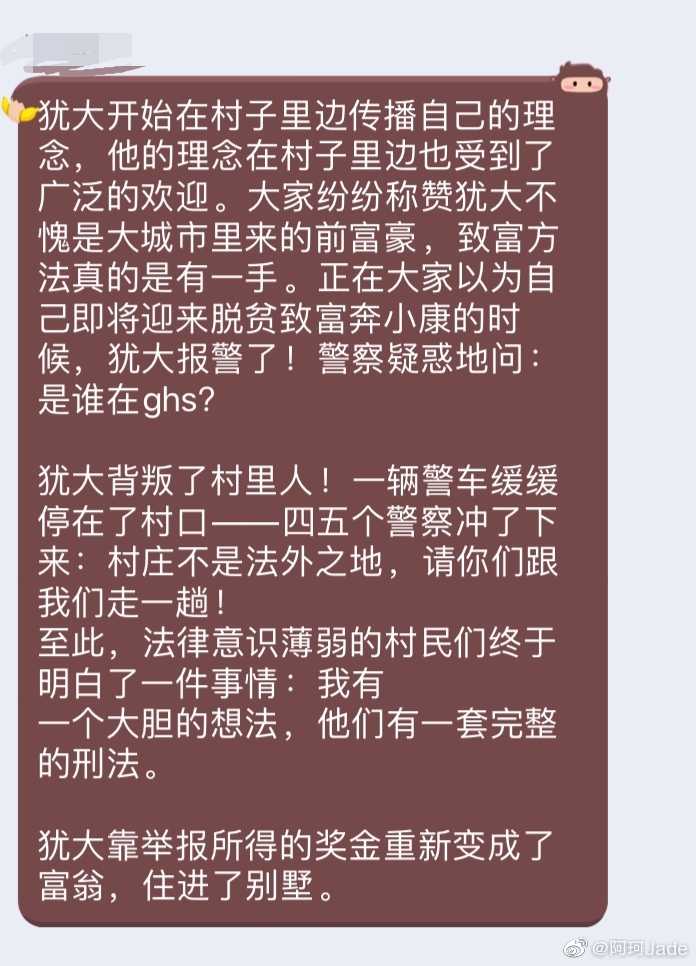 犹大开始在村子里边传播自己的理
念，他的理念在村子里边也受到了
广泛的欢迎。大家纷纷称赞犹大不
愧是大城市里来的前富豪，致富方
法真的是有一手。正在大家以为自
己即将迎来脱贫致富奔小康的时
候，犹大报警了！警察疑惑地问：
是谁在ghs?
犹大背叛了村里人！一辆警车缓缓
停在了村口——四五个警察冲了下
来：村庄不是法外之地，请你们跟
我们走一趟！
至此，法律意识薄弱的村民们终于
明白了一件事情：我有
一个大胆的想法，他们有一套完整
的刑法。
犹大靠举报所得的奖金重新变成了
富翁，住进了别墅。
@阿珂Jade